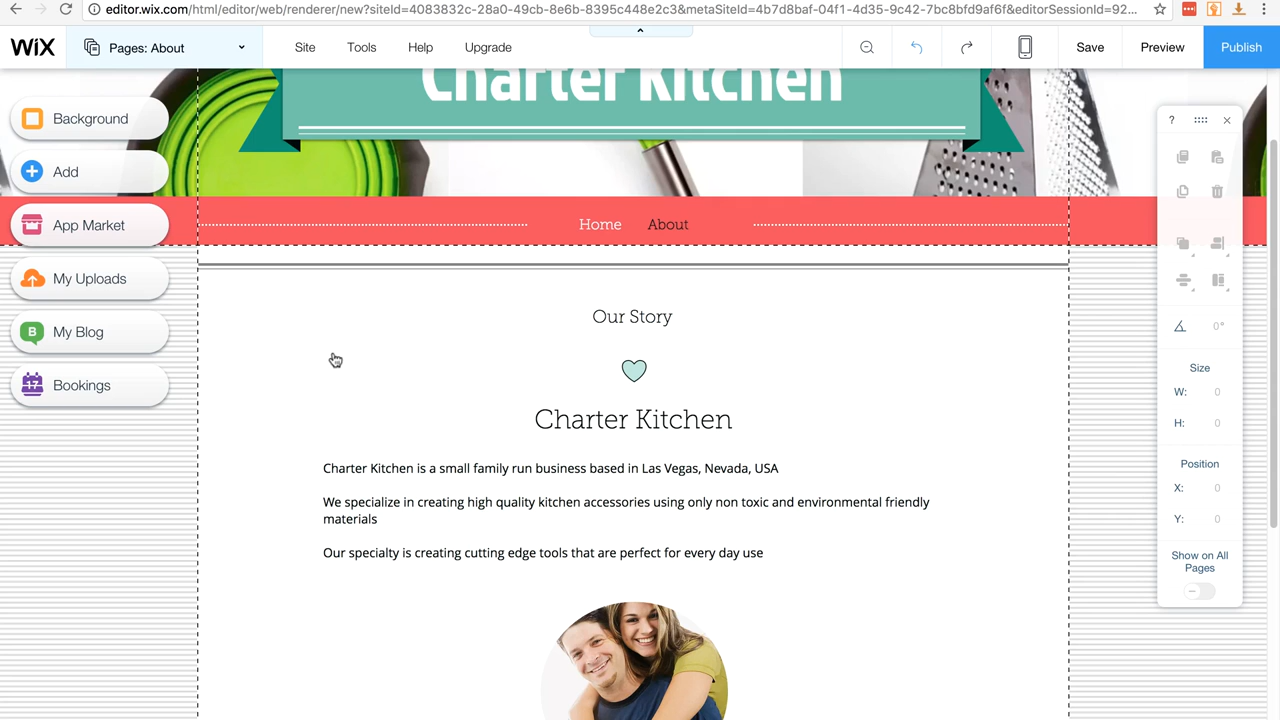 editor.wix.com/html/editor/web/renderer/new?siteId=4083832c-28a0-49cb-8e6b-8395c448e2c3&metaSiteId=4b7d8baf-04f1-4d35-9c42-7bc8bfd9af6f&editorSessionId=92...
WiX Pages: About Site Tools Help Upgrade Save Preview Publish
Charter Kitchen
Background
Add
App Market
My Uploads
B My Blog
17 Bookings
Home About
Our Story
Charter Kitchen
Charter Kitchen is a small family run business based in Las Vegas, Nevada, USA
We specialize in creating high quality kitchen accessories using only non toxic and environmental friendly
materials
Our specialty is creating cutting edge tools that are perfect for every day use
?
0°
Size
W: 0
H: 0
Position
X: 0
Y: 0
Show on All
Pages